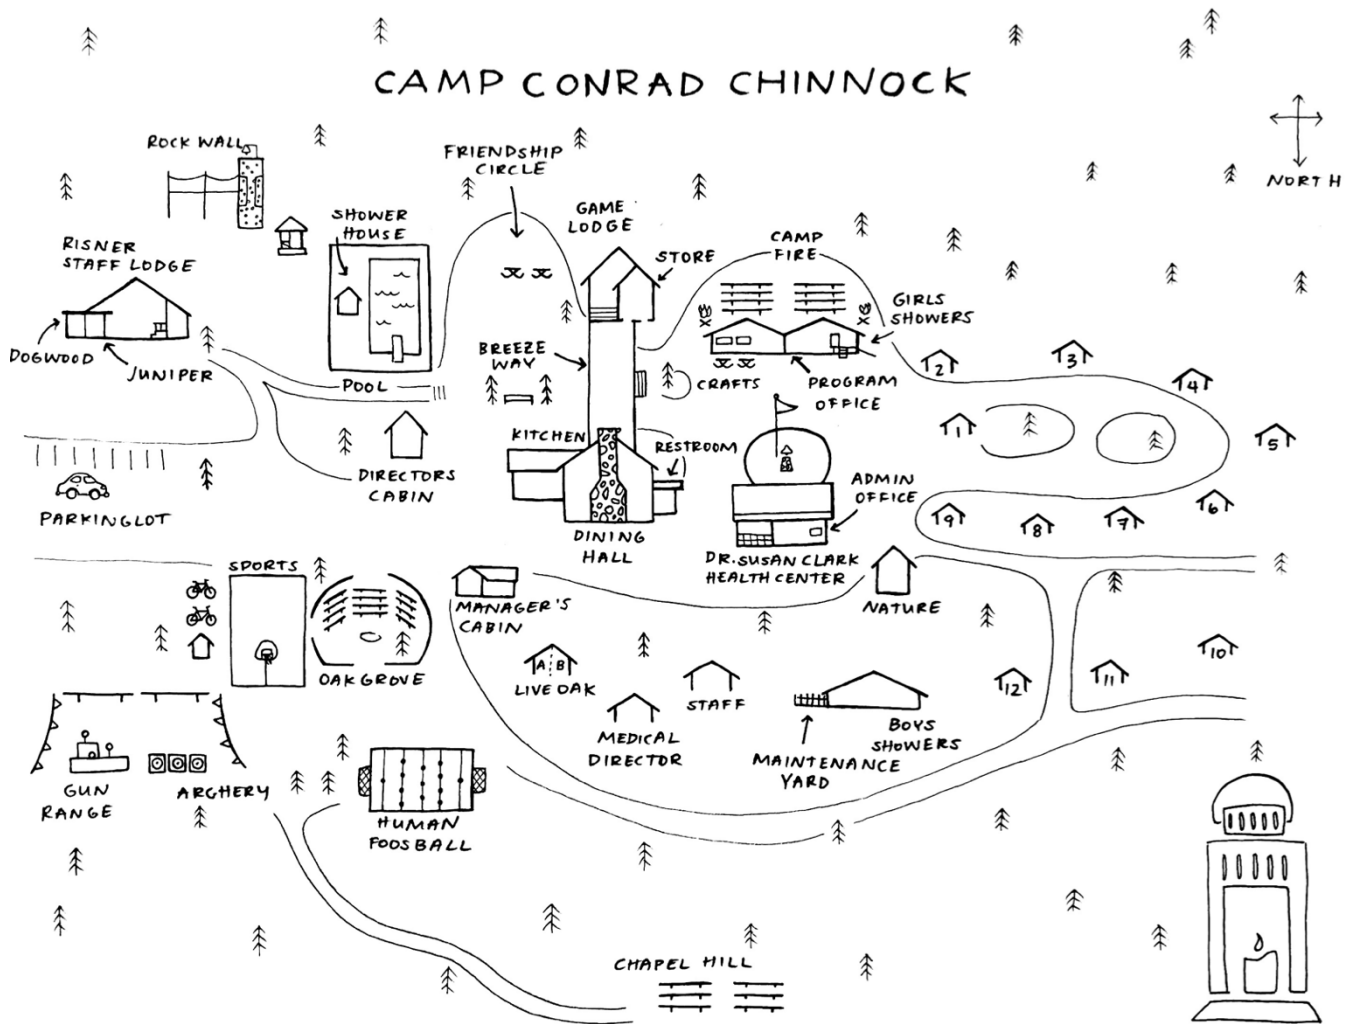 CAMP CONRAD CHINNOCK
NORTH
ROCK WALL
FRIENDSHIP
CIRCLE
GAME
LODGE
SHOWER
HOUSE
STORE
CAMP
FIRE
RISNER
STAFF LODGE
GIRLS
SHOWERS
DOGWOOD
JUNIPER
POOL
BREEZE
WAY
CRAFTS
PROGRAM
OFFICE
2
3
4
1
5
KITCHEN
RESTROOM
DIRECTORS
CABIN
PARKINGLOT
ADMIN
OFFICE
9
8
7
6
DINING
HALL
DR. SUSAN CLARK
HEALTH CENTER
SPORTS
MANAGER'S
CABIN
NATURE
OAK GROVE
A B
LIVE OAK
STAFF
12
11
10
MEDICAL
DIRECTOR
BOYS
SHOWERS
MAINTENANCE
YARD
GUN
RANGE
ARCHERY
HUMAN
FOOSBALL
CHAPEL HILL